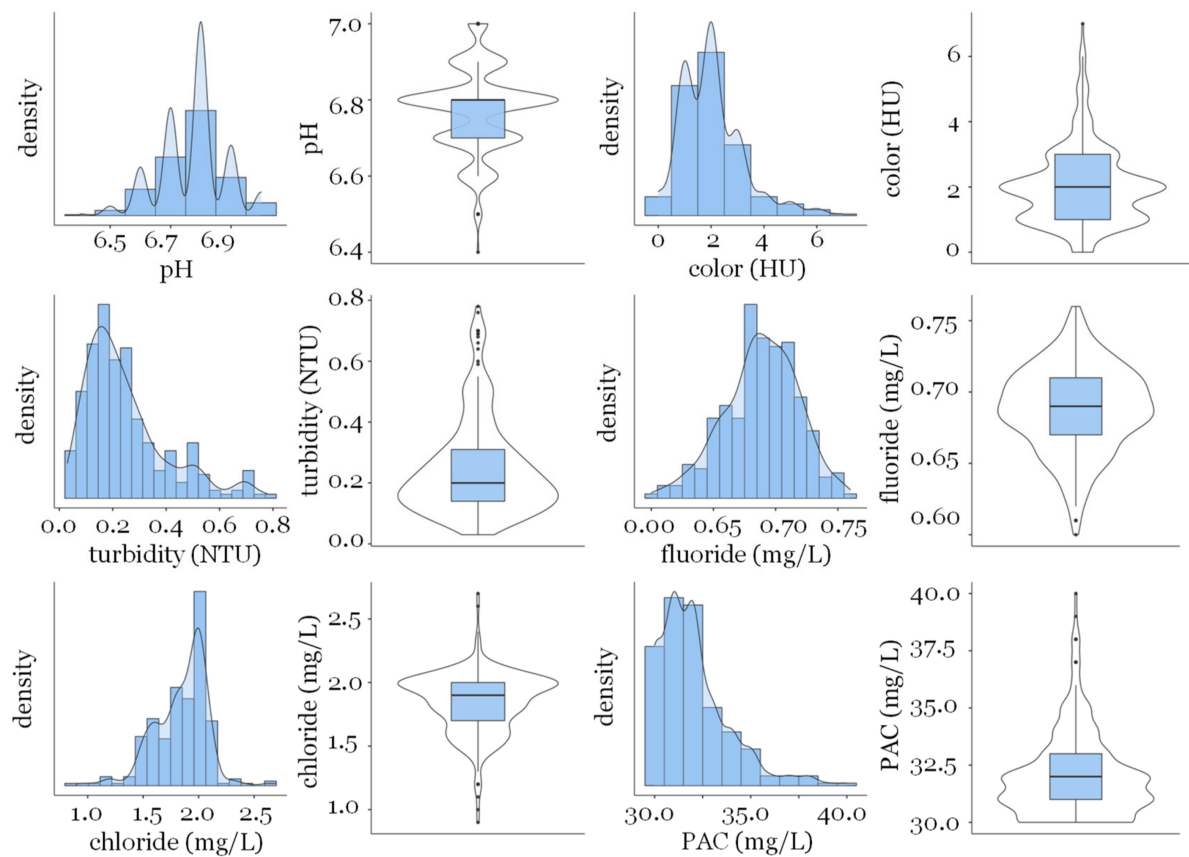 density
6.5 6.7 6.9
pH
pH
7.0
6.8
6.6
6.4
density
0 2 4 6
color (HU)
color (HU)
6
4
2
0
density
0.0 0.2 0.4 0.6 0.8
turbidity (NTU)
turbidity (NTU)
0.8
0.6
0.4
0.2
0.0
density
0.00 0.65 0.70 0.75
fluoride (mg/L)
fluoride (mg/L)
0.75
0.70
0.65
0.60
density
1.0 1.5 2.0 2.5
chloride (mg/L)
chloride (mg/L)
2.5
2.0
1.5
1.0
density
30.0 35.0 40.0
PAC (mg/L)
PAC (mg/L)
40.0
37.5
35.0
32.5
30.0